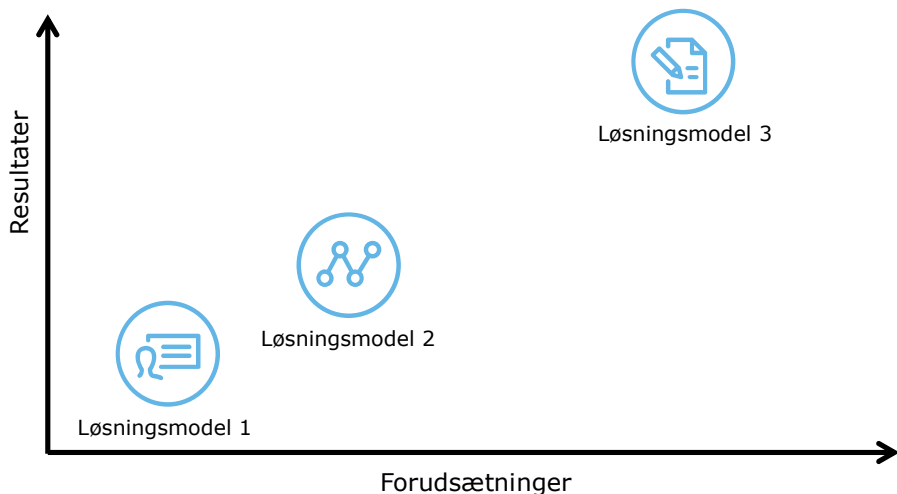 Resultater
Løsningsmodel 3
Løsningsmodel 2
Løsningsmodel 1
Forudsætninger